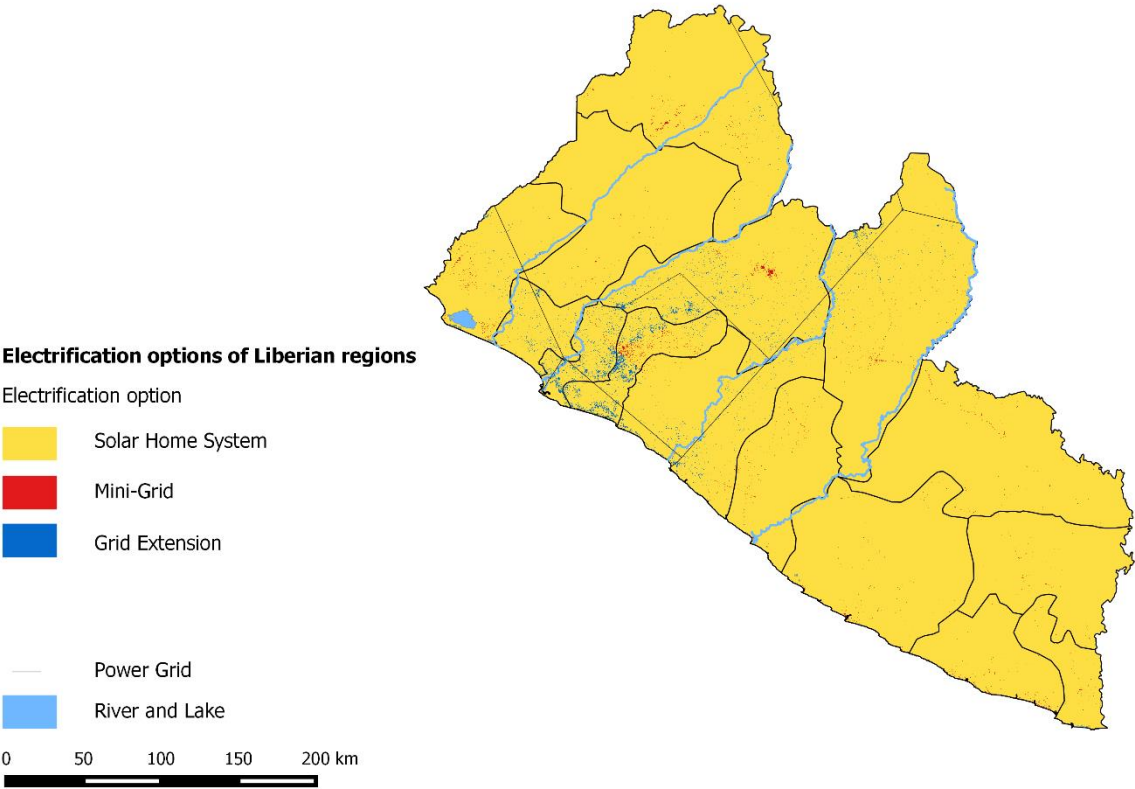 Electrification options of Liberian regions
Electrification option
Solar Home System
Mini-Grid
Grid Extension
Power Grid
River and Lake
0 50 100 150 200 km